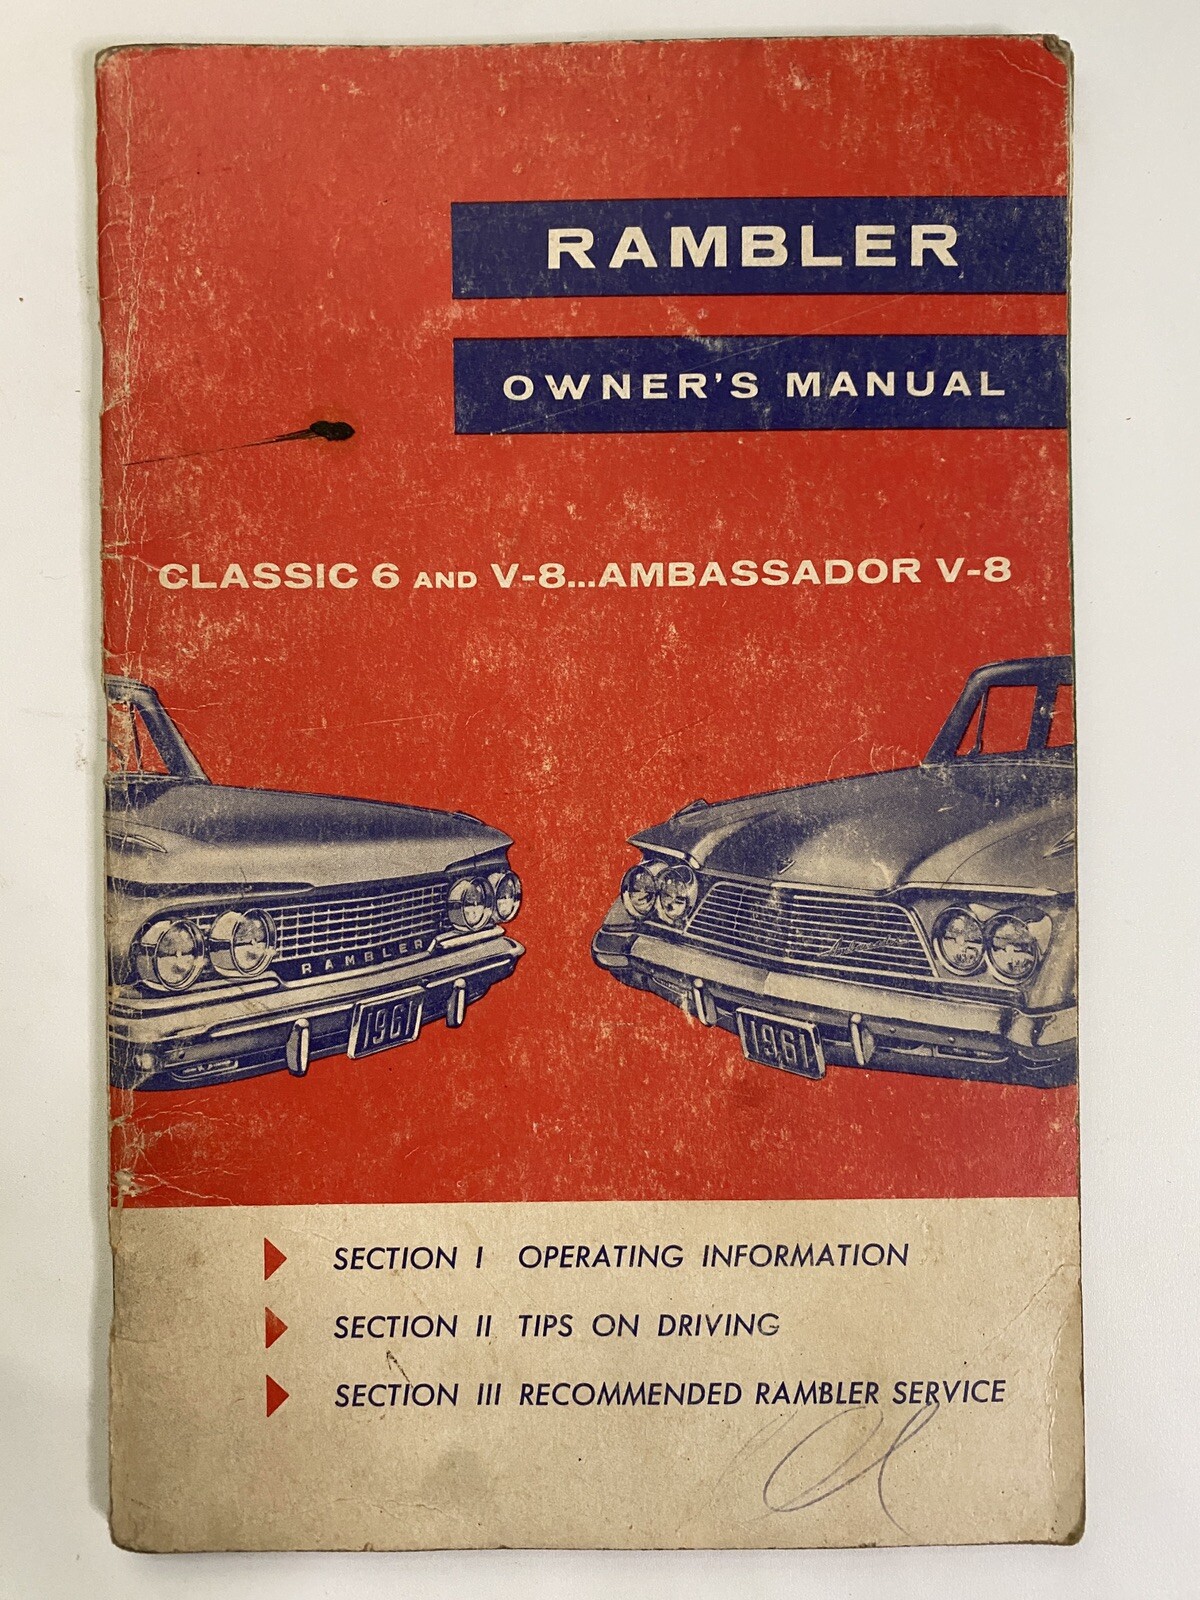 RAMBLER
OWNER'S MANUAL
CLASSIC 6 AND V-8...AMBASSADOR V-8
RAMBLER
Ambassador
1961
1961
SECTION I OPERATING INFORMATION
SECTION II TIPS ON DRIVING
SECTION III RECOMMENDED RAMBLER SERVICE